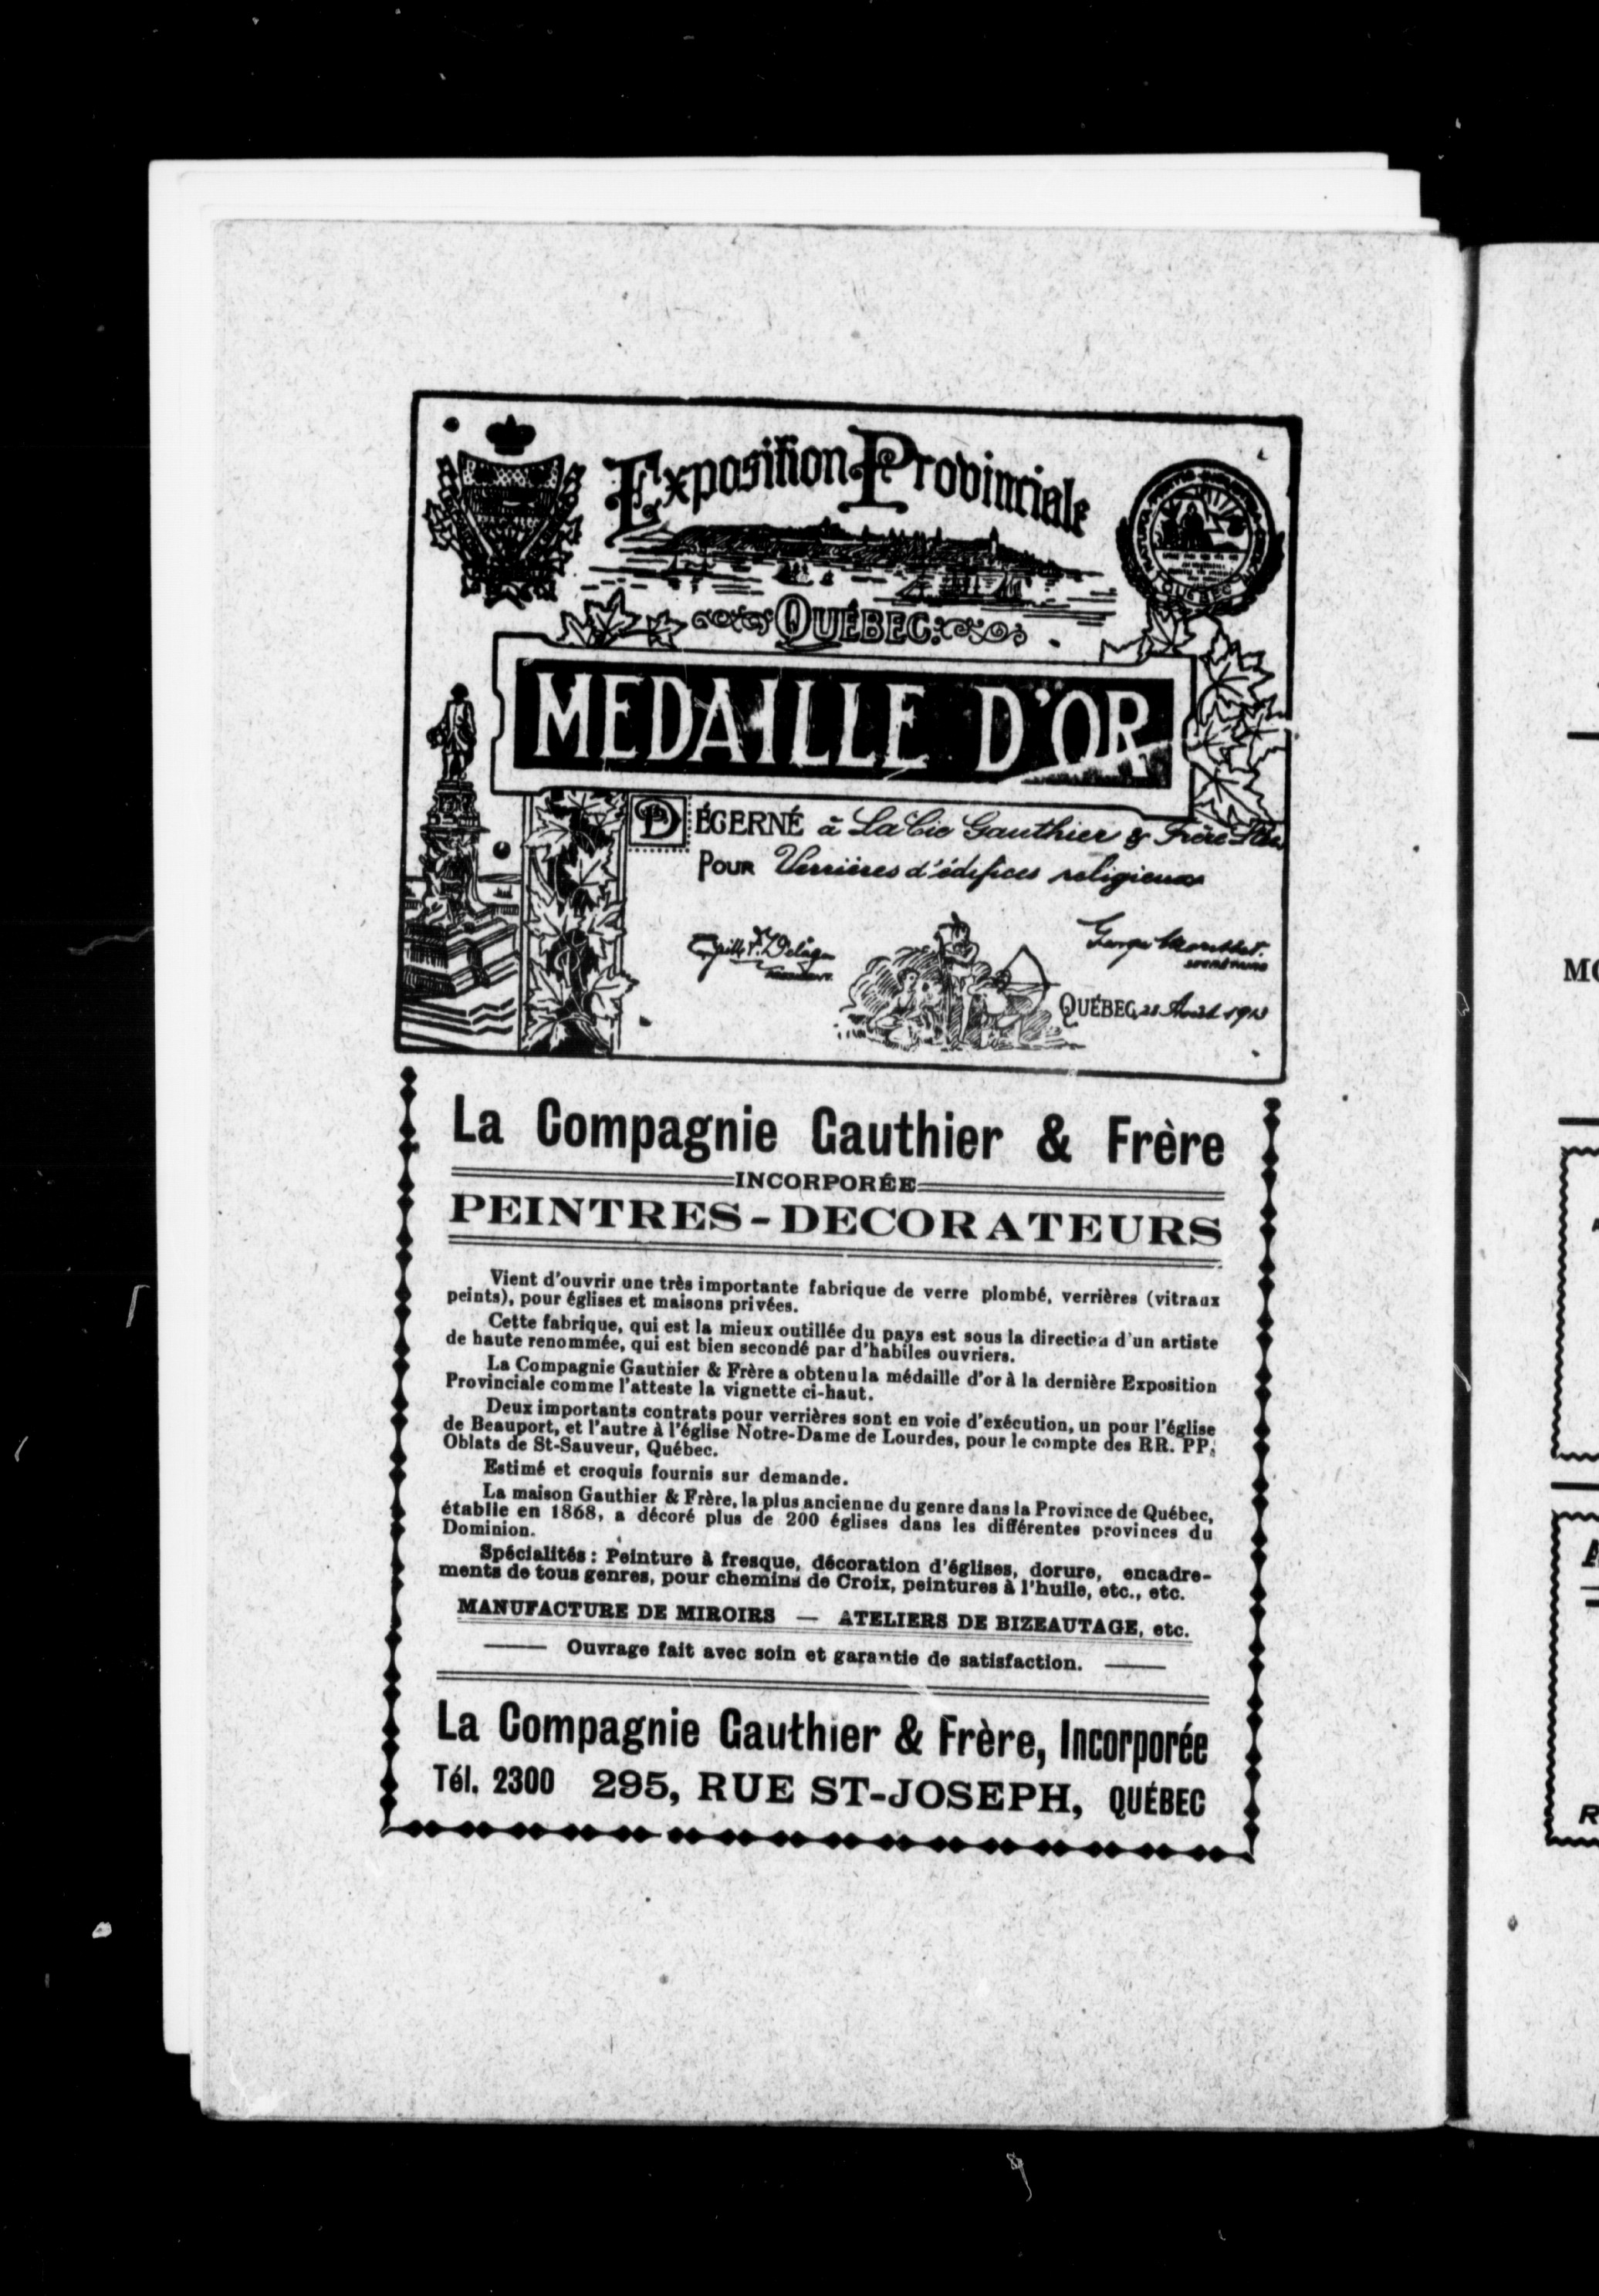 Exposition Provinciale
QUÉBEC
QUÉBEC
MEDAILLE D'OR
DÉCERNÉ à La Cie Gauthier & Frère Ltée
POUR Verrières d'édifices religieux
QUÉBEC, 28 Août 1913
La Compagnie Gauthier & Frère
INCORPORÉE
PEINTRES-DECORATEURS
Vient d'ouvrir une très importante fabrique de verre plombé, verrières (vitraux
peints), pour églises et maisons privées.
Cette fabrique, qui est la mieux outillée du pays est sous la direction d'un artiste
de haute renommée, qui est bien secondé par d'habiles ouvriers.
La Compagnie Gauthier & Frère a obtenu la médaille d'or à la dernière Exposition
Provinciale comme l'atteste la vignette ci-haut.
Deux importants contrats pour verrières sont en voie d'exécution, un pour l'église
de Beauport, et l'autre à l'église Notre-Dame de Lourdes, pour le compte des RR. PP.
Oblats de St-Sauveur, Québec.
Estimé et croquis fournis sur demande.
La maison Gauthier & Frère, la plus ancienne du genre dans la Province de Québec,
établie en 1868, a décoré plus de 200 églises dans les différentes provinces du
Dominion.
Spécialités : Peinture à fresque, décoration d'églises, dorure, encadre-
ments de tous genres, pour chemins de Croix, peintures à l'huile, etc., etc.
MANUFACTURE DE MIROIRS — ATELIERS DE BIZEAUTAGE, etc.
Ouvrage fait avec soin et garantie de satisfaction.
La Compagnie Gauthier & Frère, Incorporée
Tél. 2300 295, RUE ST-JOSEPH, QUÉBEC
MO
R